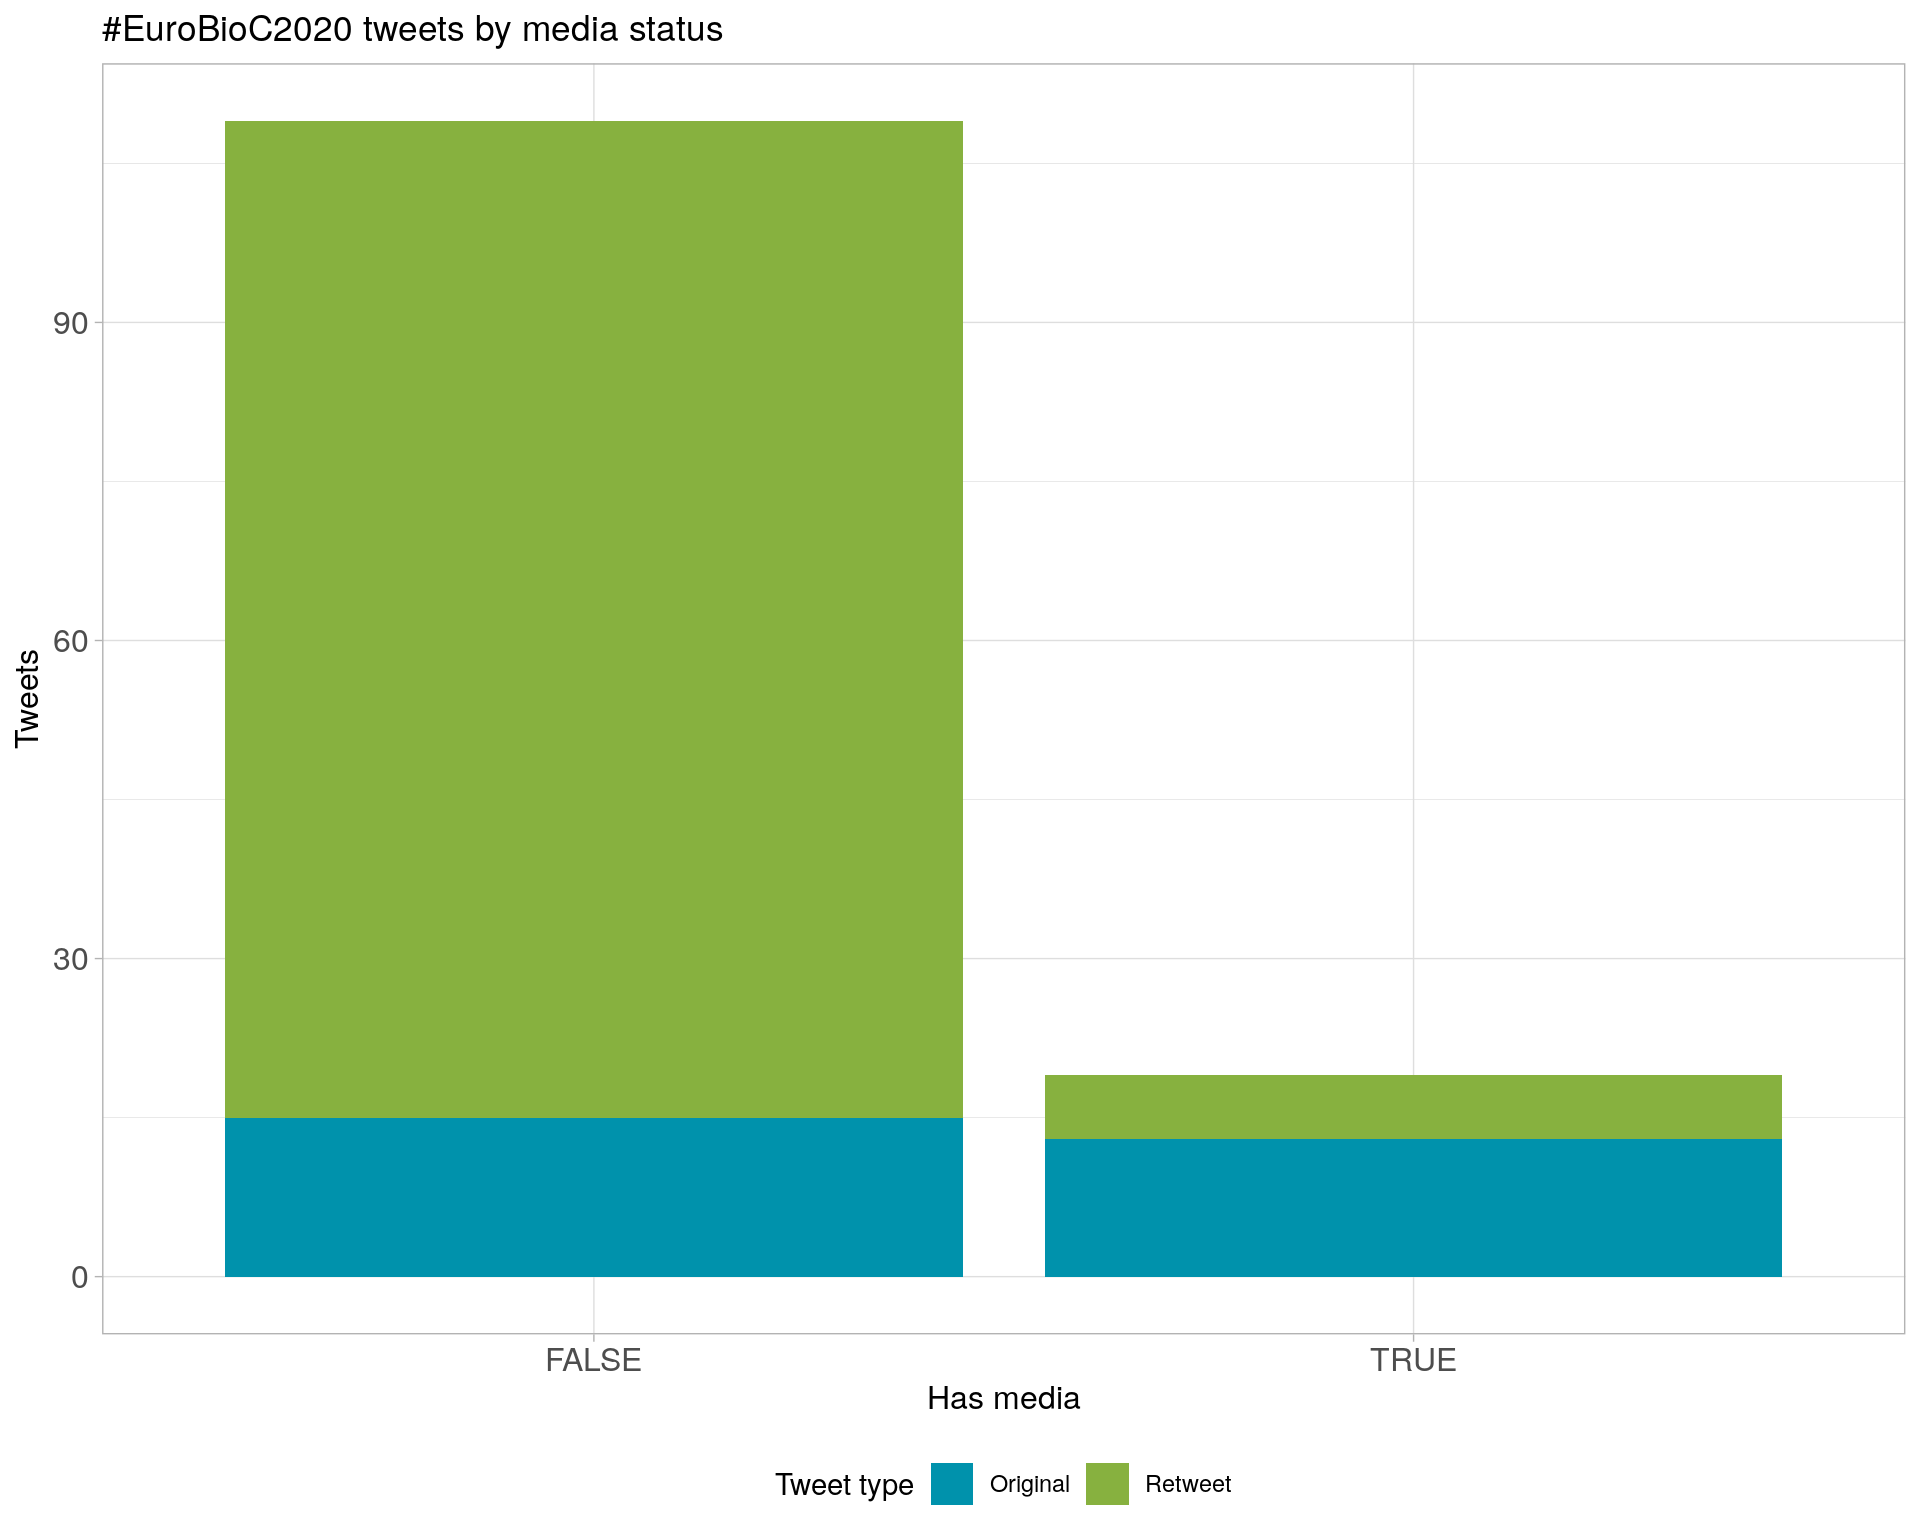 #EuroBioC2020 tweets by media status
90
60
30
0
Tweets
FALSE TRUE
Has media
Tweet type Original Retweet